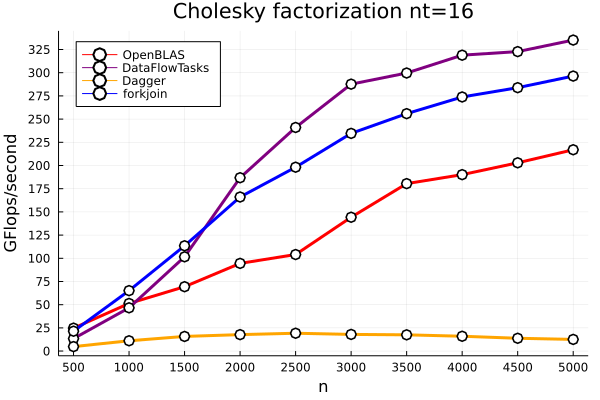 Cholesky factorization nt=16
OpenBLAS
DataFlowTasks
Dagger
forkjoin
GFlops/second
325
300
275
250
225
200
175
150
125
100
75
50
25
0
500 1000 1500 2000 2500 3000 3500 4000 4500 5000
n